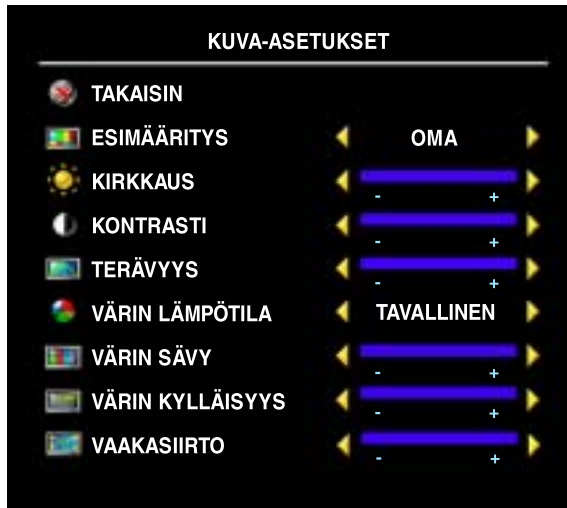 KUVA-ASETUKSET
TAKAISIN
ESIMÄÄRITYS OMA
KIRKKAUS
- +
KONTRASTI
- +
TERÄVYYS
- +
VÄRIN LÄMPÖTILA TAVALLINEN
VÄRIN SÄVY
- +
VÄRIN KYLLÄISYYS
- +
VAAKASIIRTO
- +